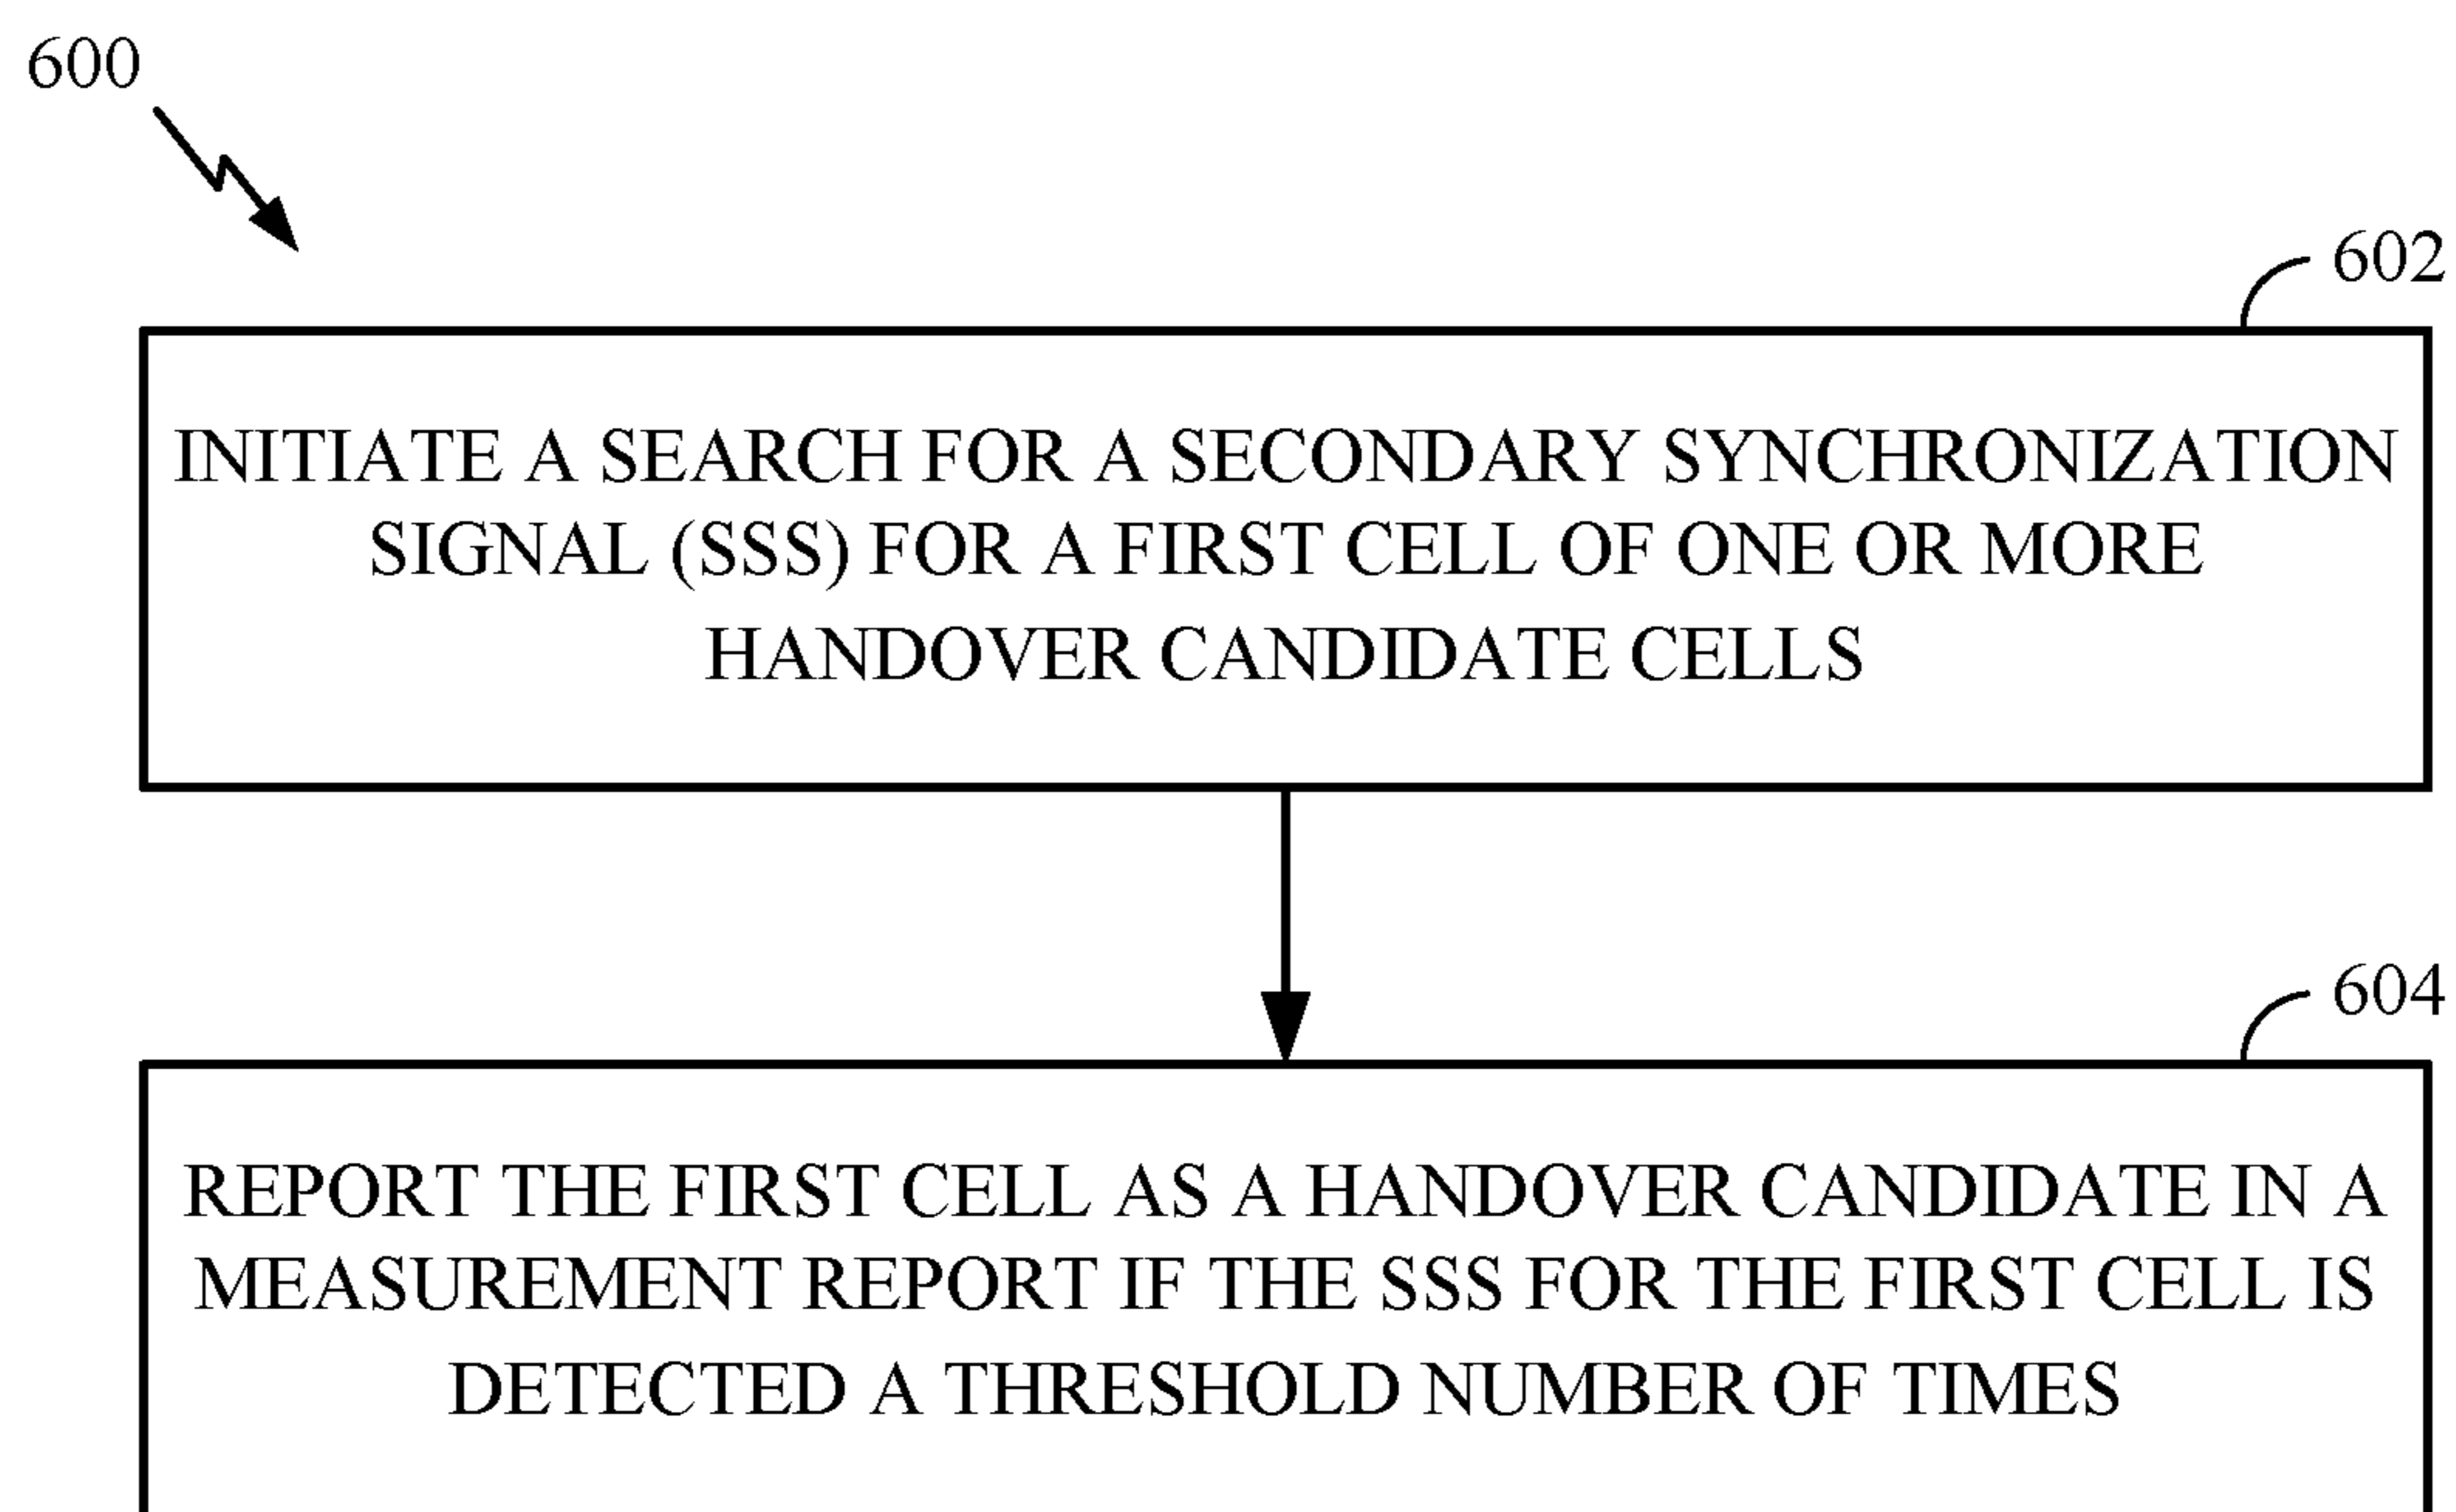 600
602
INITIATE A SEARCH FOR A SECONDARY SYNCHRONIZATION
SIGNAL (SSS) FOR A FIRST CELL OF ONE OR MORE
HANDOVER CANDIDATE CELLS
604
REPORT THE FIRST CELL AS A HANDOVER CANDIDATE IN A
MEASUREMENT REPORT IF THE SSS FOR THE FIRST CELL IS
DETECTED A THRESHOLD NUMBER OF TIMES